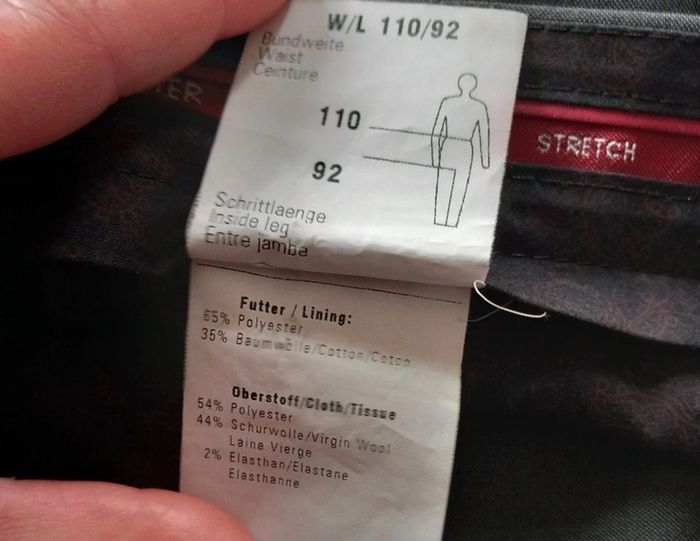 W/L 110/92
Bundweite
Waist
Ceinture
110
92
Schrittlaenge
Inside leg
Entre jambe
STRETCH
Futter / Lining:
65% Polyester
35% Baumwolle/Cotton/Coton
Oberstoff/Cloth/Tissue
54% Polyester
44% Schurwolle/Virgin Wool
Laine Vierge
2% Elasthan/Elastane
Elasthanne